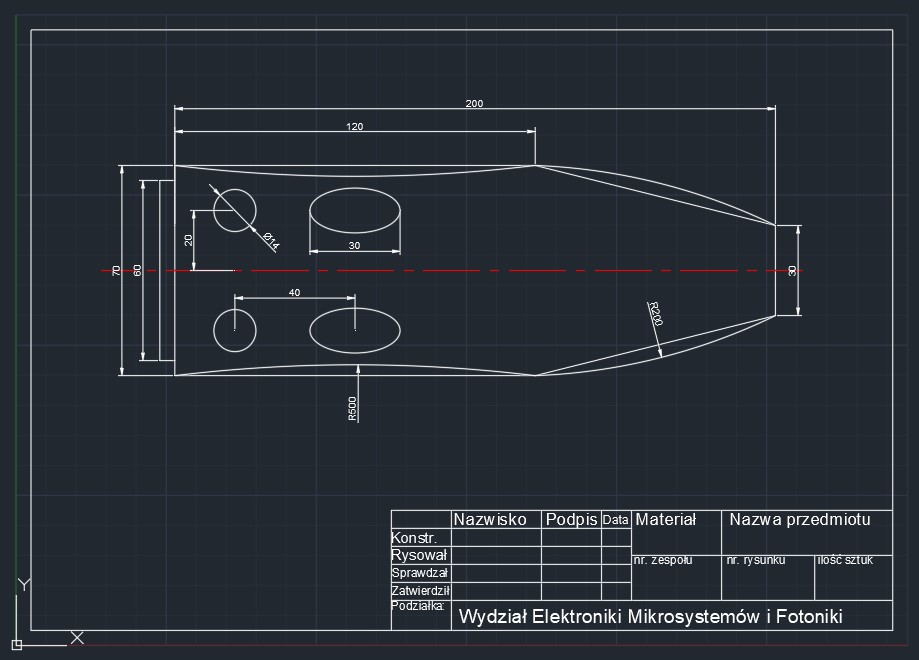 200
120
Ø14
20
30
70
60
40
30
R200
R500
Nazwisko Podpis Data Materiał Nazwa przedmiotu
Konstr.
Rysował
nr. zespołu nr. rysunku ilość sztuk
Sprawdzał
Zatwierdził
Podziałka:
Wydział Elektroniki Mikrosystemów i Fotoniki
Y
X